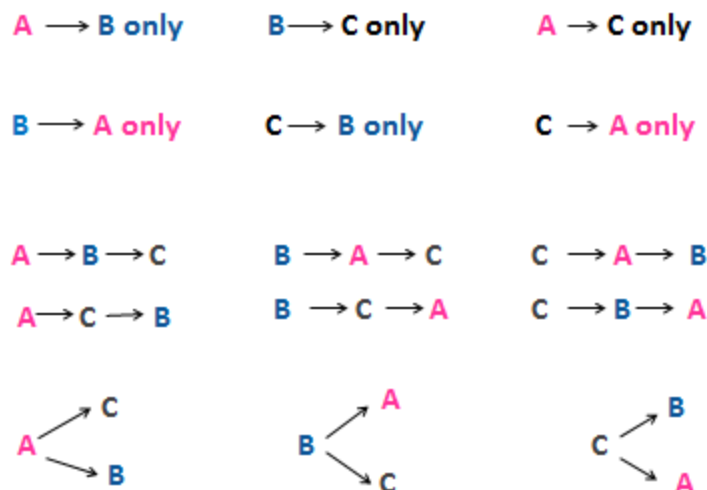 A → B only B → C only A → C only
B → A only C → B only C → A only
A → B → C B → A → C C → A → B
A → C → B B → C → A C → B → A
C A B
A B C
B C A